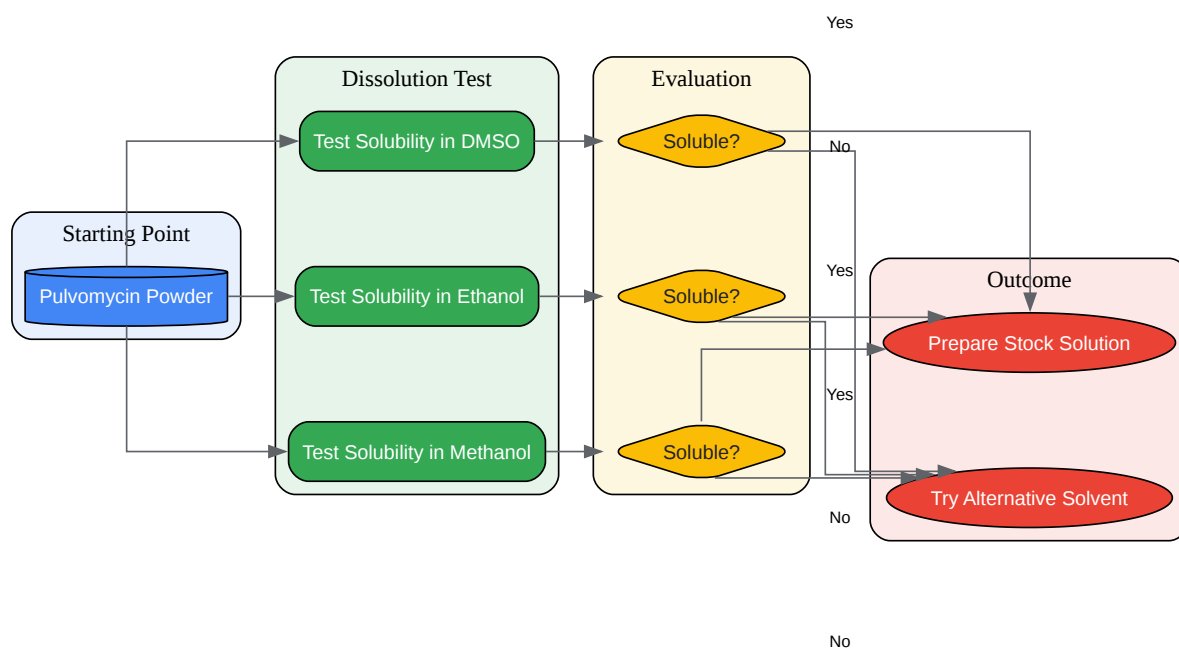 Yes
Dissolution Test
Evaluation
Test Solubility in DMSO
Soluble?
No
Starting Point
Pulvomycin Powder
Test Solubility in Ethanol
Soluble?
Yes
Outcome
Prepare Stock Solution
Yes
Test Solubility in Methanol
Soluble?
Try Alternative Solvent
No
No